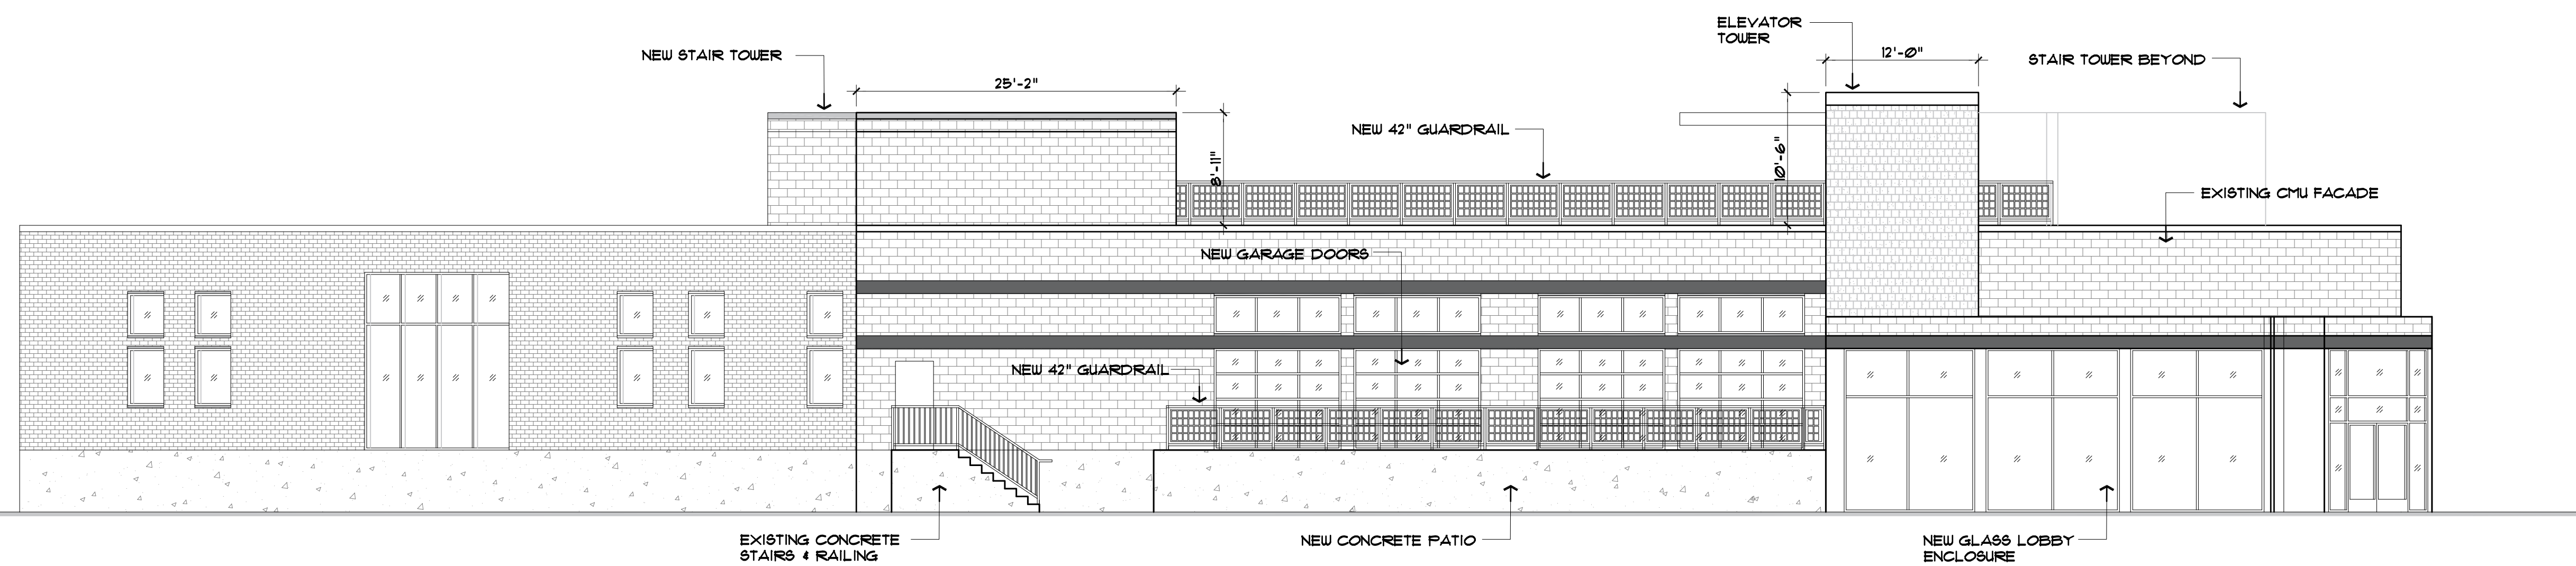 ELEVATOR
TOWER
NEW STAIR TOWER
12'-0"
STAIR TOWER BEYOND
25'-2"
NEW 42" GUARDRAIL
8'-11"
10'-6"
EXISTING CMU FACADE
NEW GARAGE DOORS
NEW 42" GUARDRAIL
EXISTING CONCRETE
STAIRS & RAILING
NEW CONCRETE PATIO
NEW GLASS LOBBY
ENCLOSURE